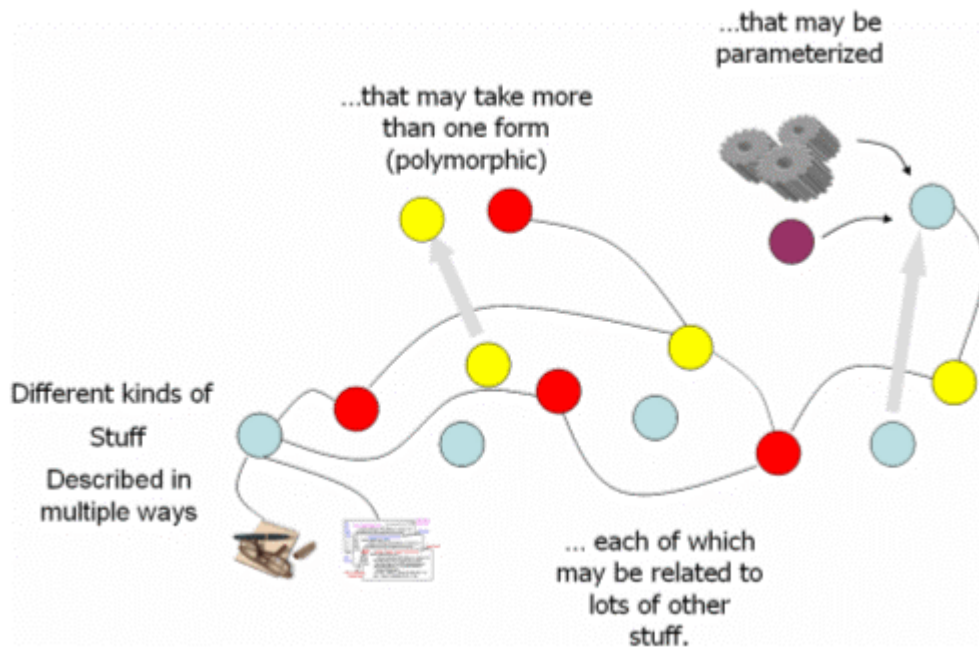 ...that may be
parameterized
...that may take more
than one form
(polymorphic)
Different kinds of
Stuff
Described in
multiple ways
... each of which
may be related to
lots of other
stuff.